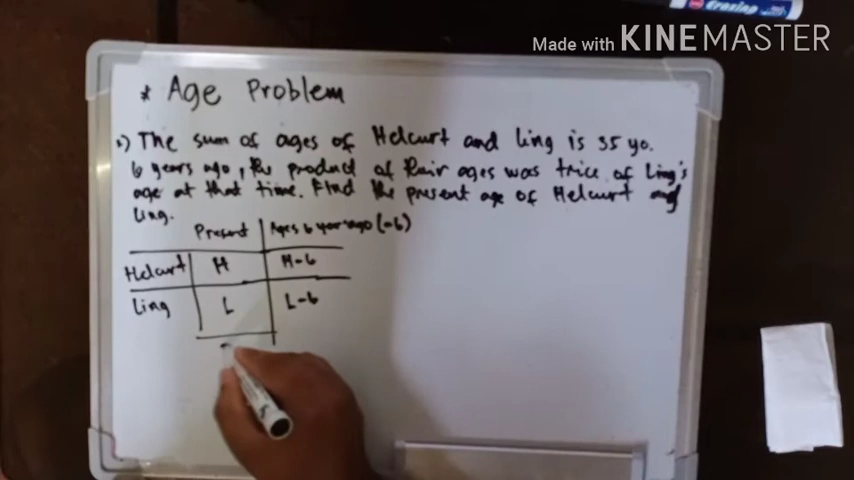 Made with KINEMASTER
* Age Problem
The sum of ages of Helcurt and Ling is 35 yo.
6 years ago, the product of their ages was trice of Ling's
age at that time. Find the present age of Helcurt and
Ling.
Present Ages 6 year ago (-6)
Helcurt H H-6
Ling L L-6